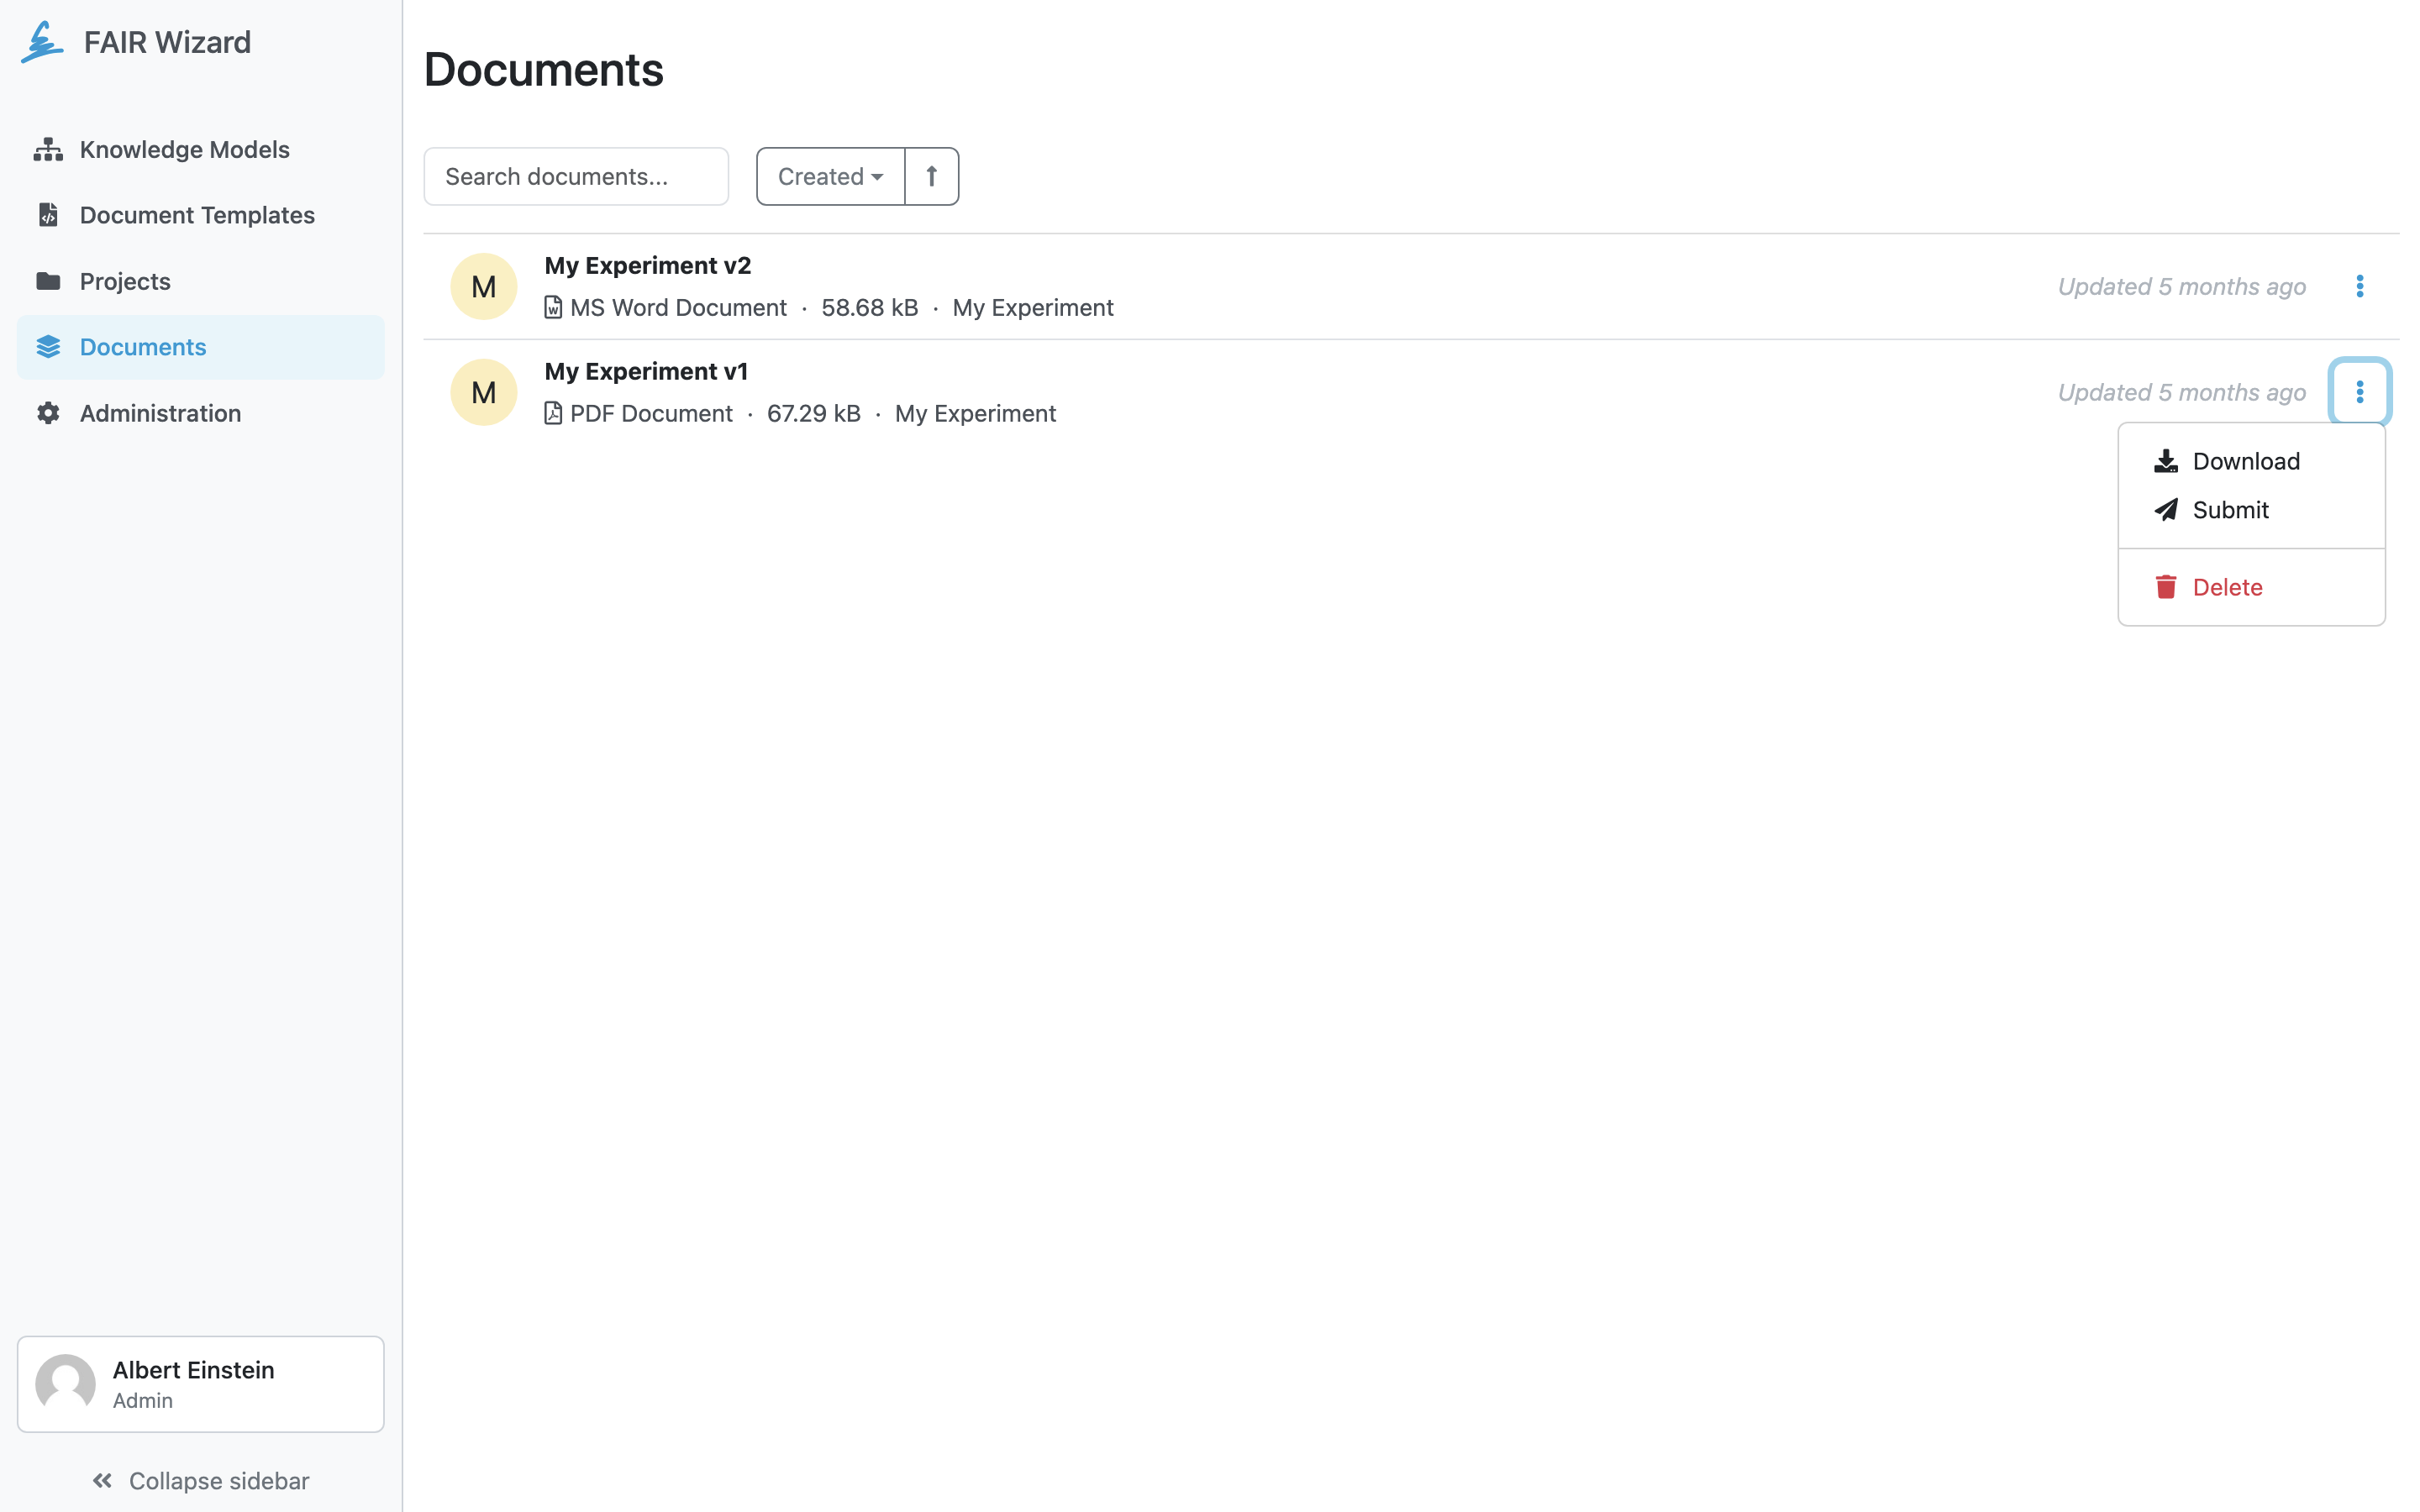 FAIR Wizard
Knowledge Models
Document Templates
Projects
Documents
Administration
Albert Einstein
Admin
Collapse sidebar
Documents
Search documents...
Created
M
My Experiment v2
MS Word Document · 58.68 kB · My Experiment
Updated 5 months ago
M
My Experiment v1
PDF Document · 67.29 kB · My Experiment
Updated 5 months ago
Download
Submit
Delete